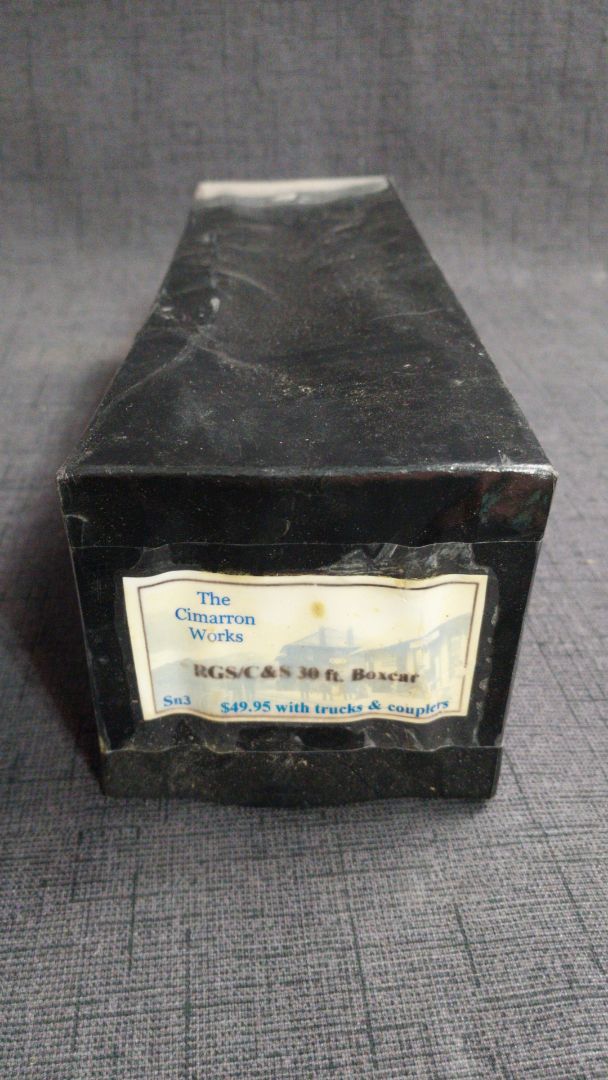 The
Cimarron
Works
RGS/C&S 30 ft. Boxcar
Sn3
$49.95 with trucks & couplers